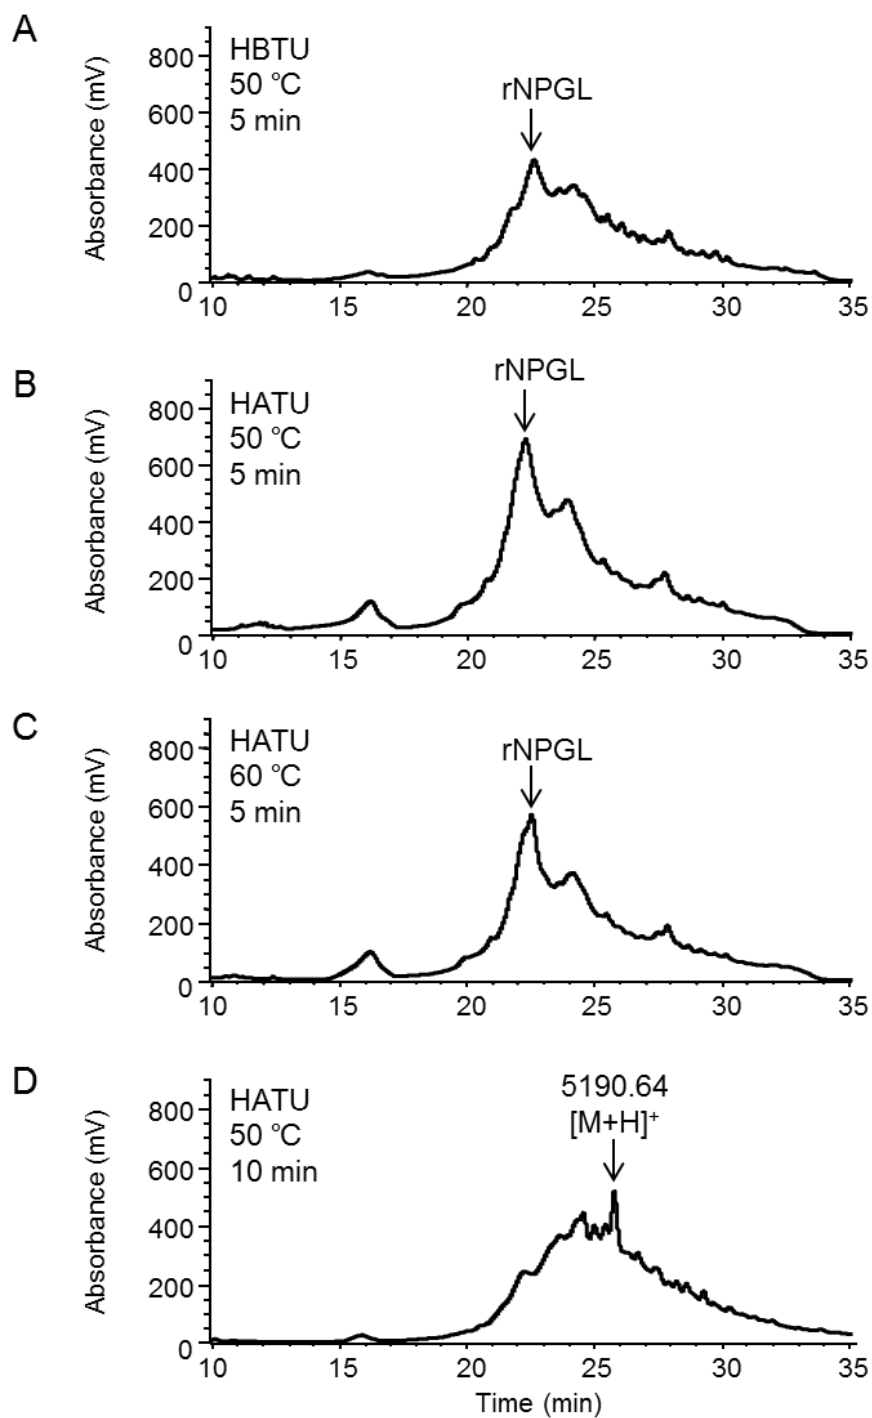 A
HBTU
50 °C
5 min
rNPGL
Absorbance (mV)
800
600
400
200
0
10 15 20 25 30 35
B
HATU
50 °C
5 min
rNPGL
Absorbance (mV)
800
600
400
200
0
10 15 20 25 30 35
C
HATU
60 °C
5 min
rNPGL
Absorbance (mV)
800
600
400
200
0
10 15 20 25 30 35
D
HATU
50 °C
10 min
5190.64
[M+H]⁺
Absorbance (mV)
800
600
400
200
0
10 15 20 25 30 35
Time (min)